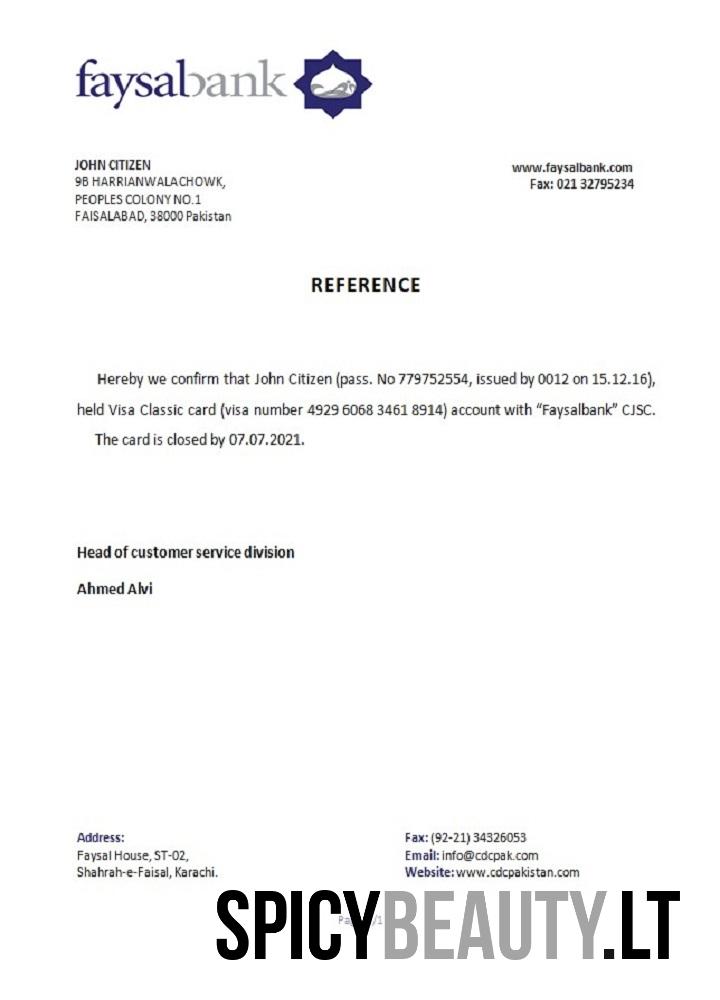 faysalbank
JOHN CITIZEN
9B HARRIANWALACHOWK,
PEOPLES COLONY NO.1
FAISALABAD, 38000 Pakistan
www.faysalbank.com
Fax: 021 32795234
REFERENCE
Hereby we confirm that John Citizen (pass. No 779752554, issued by 0012 on 15.12.16),
held Visa Classic card (visa number 4929 6068 3461 8914) account with “Faysalbank” CJSC.
The card is closed by 07.07.2021.
Head of customer service division
Ahmed Alvi
Address:
Faysal House, ST-02,
Shahrah-e-Faisal, Karachi.
Fax: (92-21) 34326053
Email: info@cdcpak.com
Website: www.cdcpakistan.com
SPICYBEAUTY.LT